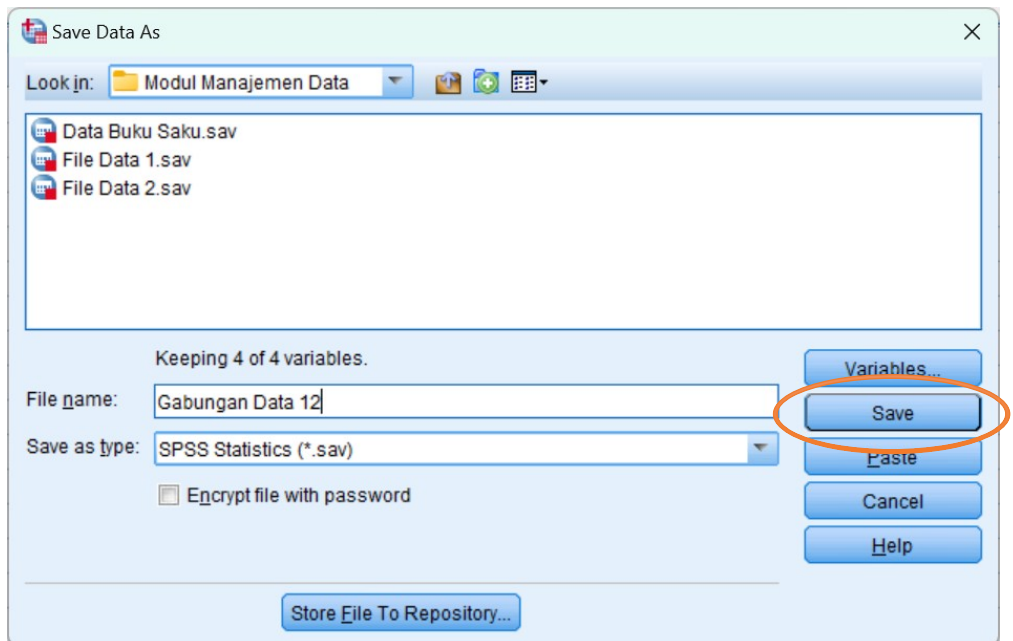 Save Data As
Look in: Modul Manajemen Data
Data Buku Saku.sav
File Data 1.sav
File Data 2.sav
Keeping 4 of 4 variables.
Variables...
File name: Gabungan Data 12
Save
Save as type: SPSS Statistics (*.sav)
Paste
Encrypt file with password
Cancel
Help
Store File To Repository...